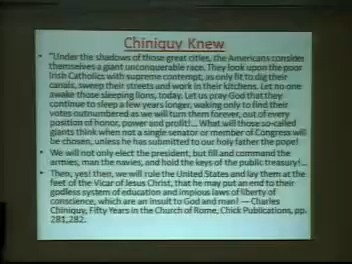 Chiniquy Knew
• "Under the shadows of those great cities, the Americans consider
themselves a giant unconquerable race. They look upon the poor
Irish Catholics with supreme contempt, as only fit to dig their
canals, sweep their streets and work in their kitchens. Let no one
awake those sleeping lions, today. Let us pray God that they
continue to sleep a few years longer, waking only to find their
votes outnumbered as we will turn them forever, out of every
position of honor, power and profit!... What will those so-called
giants think when not a single senator or member of Congress will
be chosen, unless he has submitted to our holy father the pope!
• We will not only elect the president, but fill and command the
armies, man the navies, and hold the keys of the public treasury!...
• Then, yes! then, we will rule the United States and lay them at the
feet of the Vicar of Jesus Christ, that he may put an end to their
godless system of education and impious laws of liberty of
conscience, which are an insult to God and man! — Charles
Chiniquy, Fifty Years in the Church of Rome, Chick Publications, pp.
281,282.